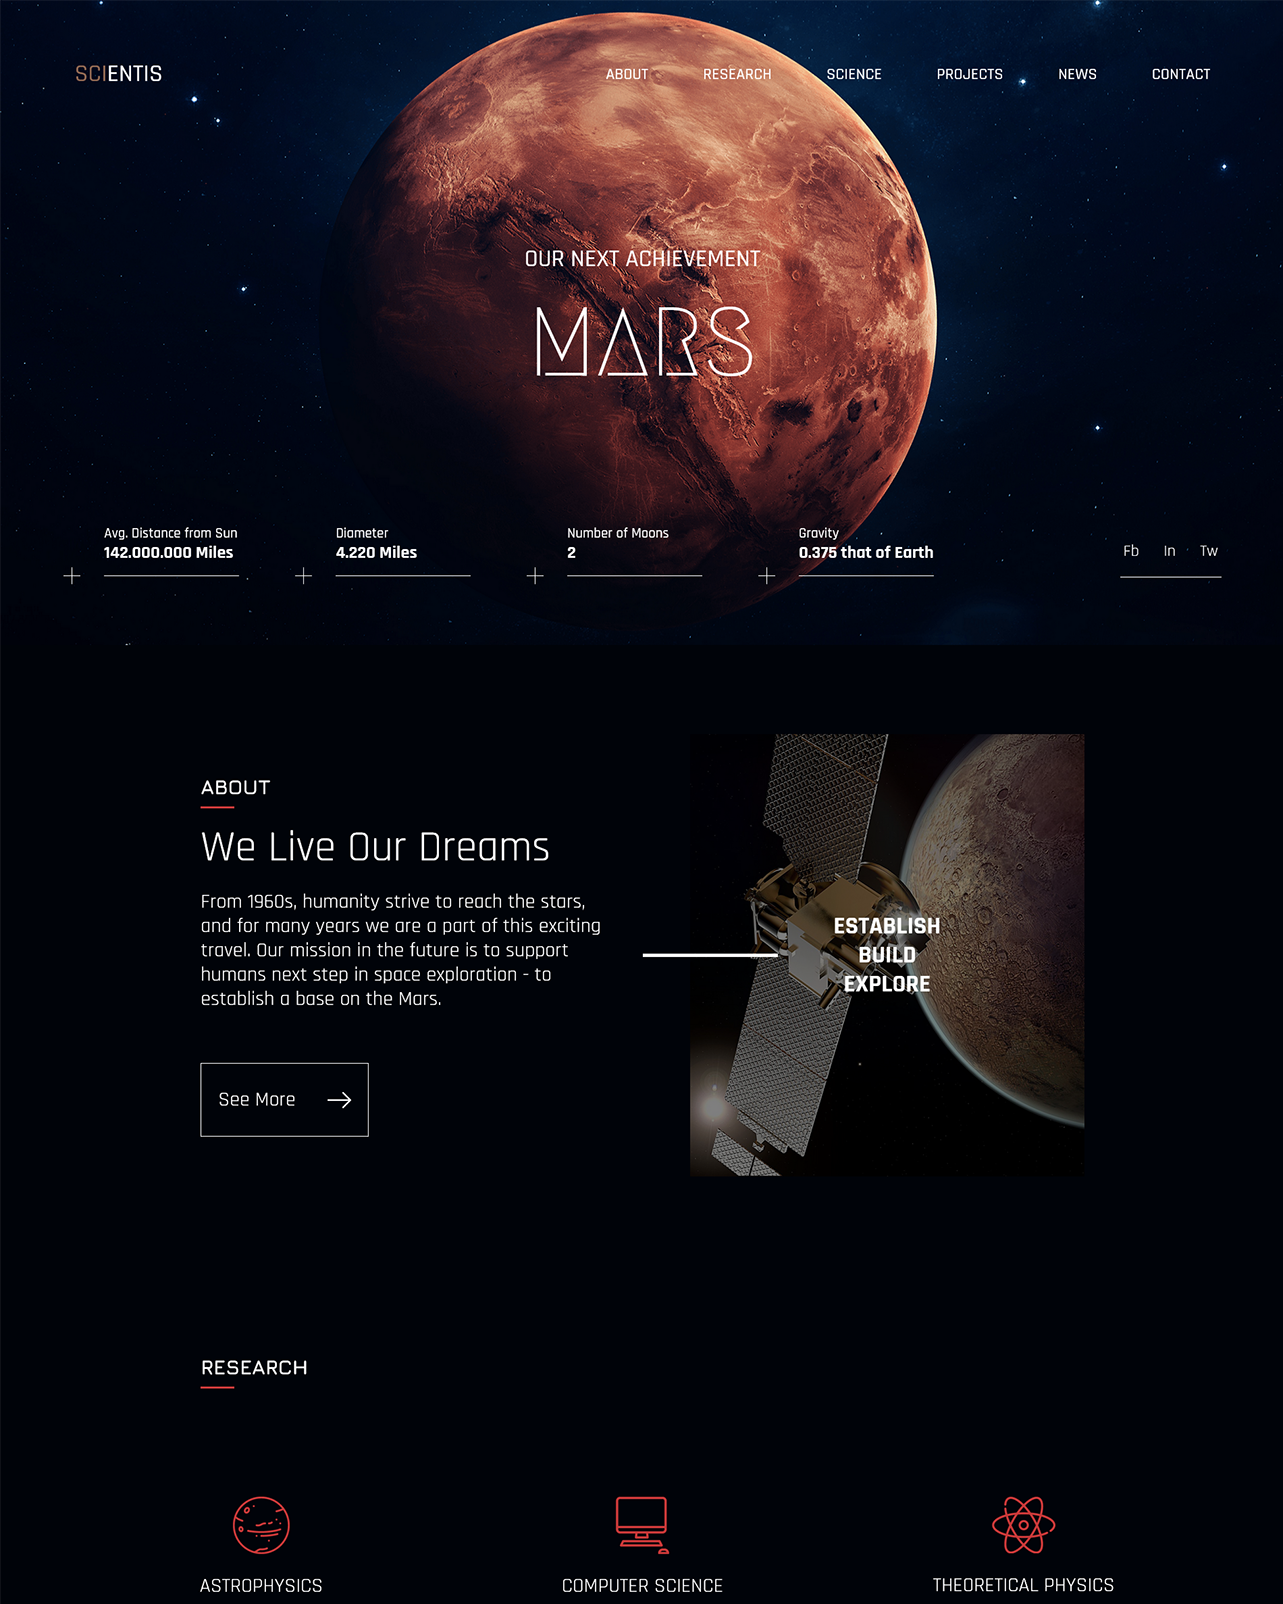 SCIENTIS
ABOUT RESEARCH SCIENCE PROJECTS NEWS CONTACT
OUR NEXT ACHIEVEMENT
MARS
Avg. Distance from Sun
142.000.000 Miles
Diameter
4.220 Miles
Number of Moons
2
Gravity
0.375 that of Earth
Fb In Tw
ABOUT
We Live Our Dreams
From 1960s, humanity strive to reach the stars,
and for many years we are a part of this exciting
travel. Our mission in the future is to support
humans next step in space exploration - to
establish a base on the Mars.
See More
ESTABLISH
BUILD
EXPLORE
RESEARCH
ASTROPHYSICS
COMPUTER SCIENCE
THEORETICAL PHYSICS